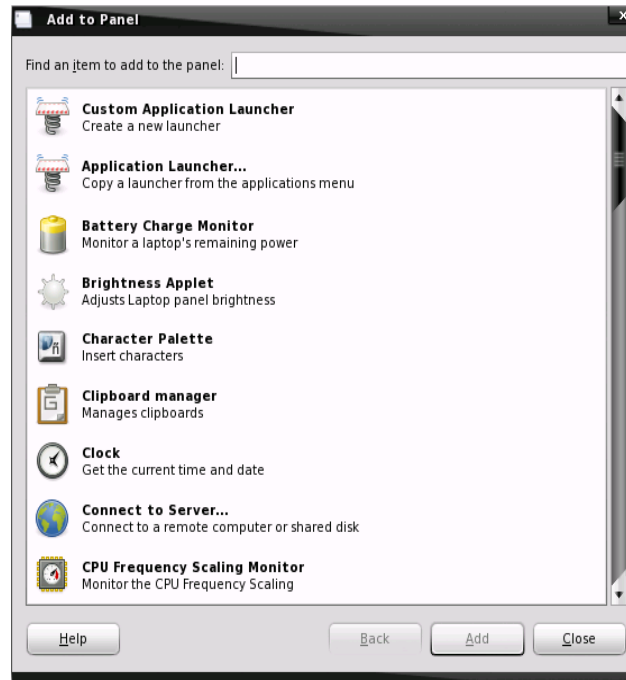 Add to Panel
x
Find an item to add to the panel:
Custom Application Launcher
Create a new launcher
Application Launcher...
Copy a launcher from the applications menu
Battery Charge Monitor
Monitor a laptop's remaining power
Brightness Applet
Adjusts Laptop panel brightness
Character Palette
Insert characters
Clipboard manager
Manages clipboards
Clock
Get the current time and date
Connect to Server...
Connect to a remote computer or shared disk
CPU Frequency Scaling Monitor
Monitor the CPU Frequency Scaling
Help Back Add Close